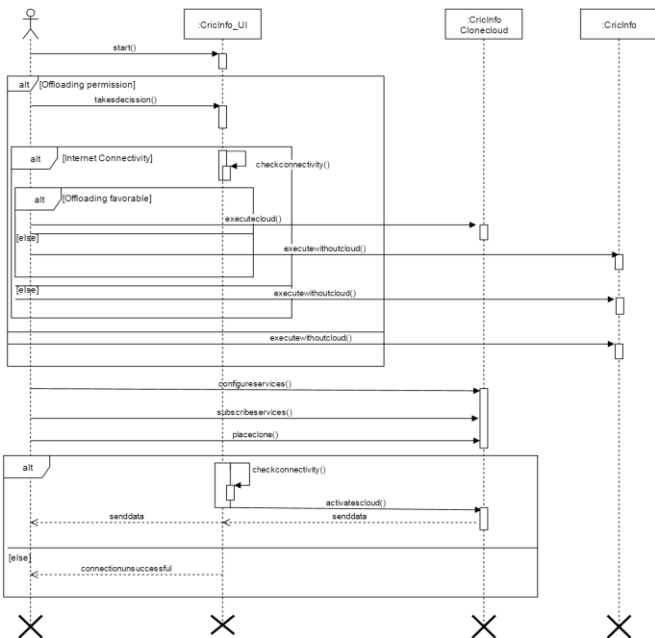 :CricInfo_UI
:CricInfo
Clonecloud
:CricInfo
start()
alt
[Offloading permission]
takesdecission()
alt
[Internet Connectivity]
checkconnectivity()
alt
[Offloading favorable]
executecloud()
[else]
executewithoutcloud()
[else]
executewithoutcloud()
executewithoutcloud()
configureservices()
subscribeservices()
placeclone()
alt
checkconnectivity()
activatescloud()
senddata
senddata
[else]
connectionunsuccessful